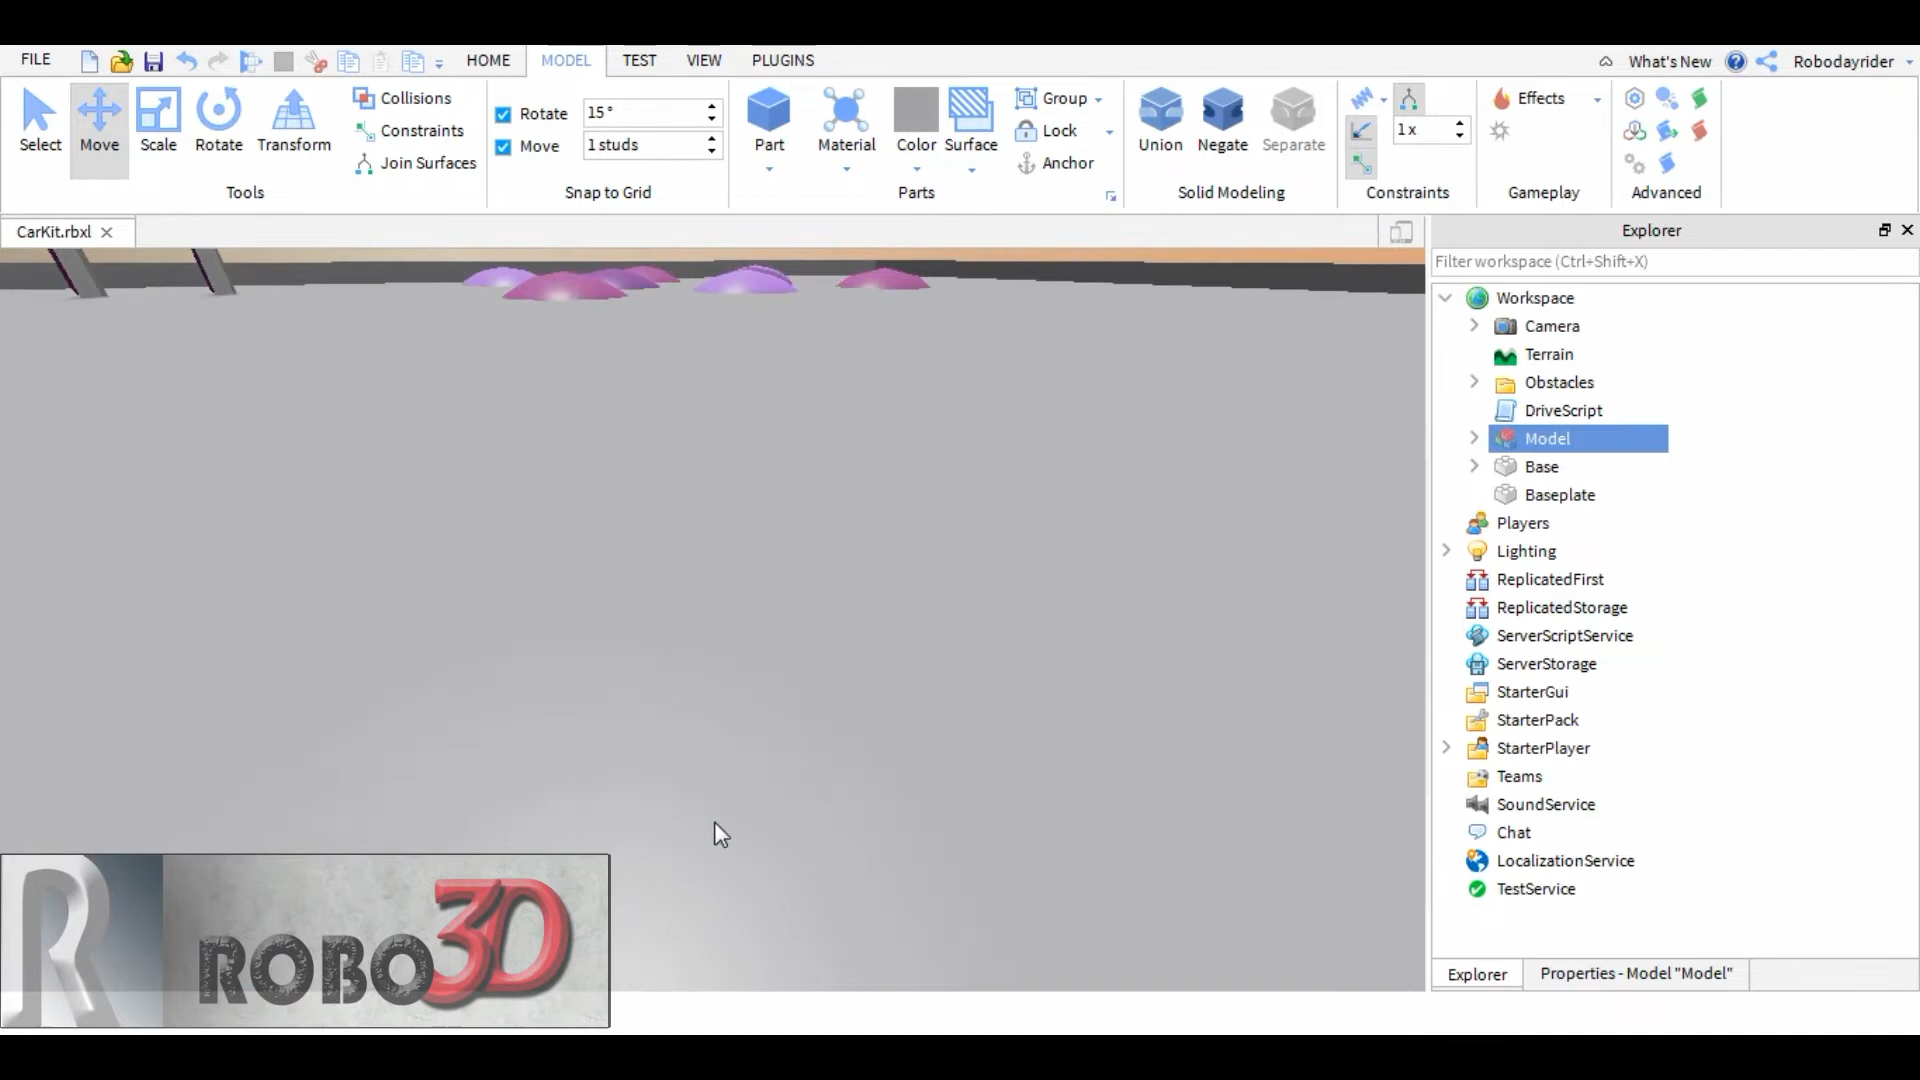 FILE HOME MODEL TEST VIEW PLUGINS What's New Robodayrider
Select Move Scale Rotate Transform
Collisions
Constraints
Join Surfaces
Tools
Rotate 15°
Move 1 studs
Snap to Grid
Part Material Color Surface
Group
Lock
Anchor
Parts
Union Negate Separate
Solid Modeling
1 x
Constraints
Effects
Gameplay
Advanced
CarKit.rbxl
Explorer
Filter workspace (Ctrl+Shift+X)
Workspace
Camera
Terrain
Obstacles
DriveScript
Model
Base
Baseplate
Players
Lighting
ReplicatedFirst
ReplicatedStorage
ServerScriptService
ServerStorage
StarterGui
StarterPack
StarterPlayer
Teams
SoundService
Chat
LocalizationService
TestService
Explorer Properties - Model "Model"
R ROBO 3D